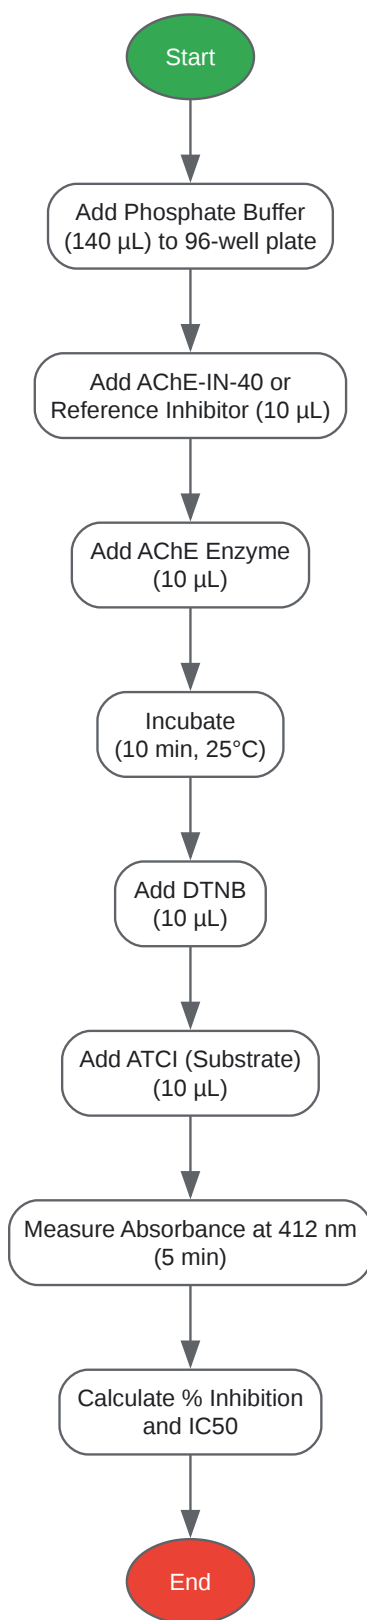 Start
Add Phosphate Buffer
(140 µL) to 96-well plate
Add AChE-IN-40 or
Reference Inhibitor (10 µL)
Add AChE Enzyme
(10 µL)
Incubate
(10 min, 25°C)
Add DTNB
(10 µL)
Add ATCI (Substrate)
(10 µL)
Measure Absorbance at 412 nm
(5 min)
Calculate % Inhibition
and IC50
End